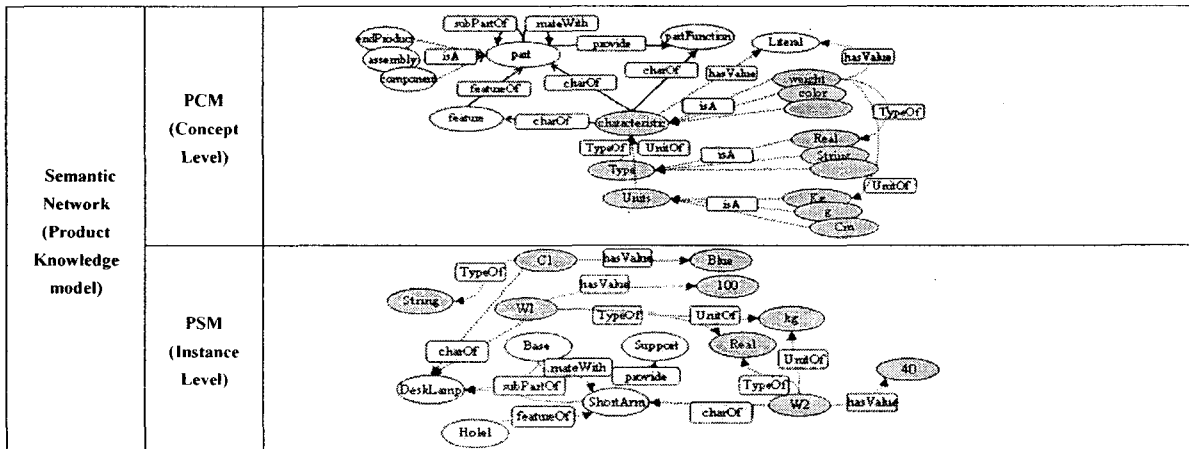 Semantic
Network
(Product
Knowledge
model)
PCM
(Concept
Level)
subPartOf
mateWith
endProduct
assembly
component
isA
part
provide
partFunction
Literal
hasValue
hasValue
charOf
charOf
featureOf
weight
color
isA
TypeOf
feature
charOf
characteristic
TypeOf
UnitOf
isA
Real
String
Type
UnitOf
Units
isA
Kg
g
Cm
PSM
(Instance
Level)
C1
hasValue
Blue
TypeOf
hasValue
100
String
W1
TypeOf
UnitOf
kg
charOf
Base
Support
Real
mateWith
UnitOf
provide
40
DeskLamp
subPartOf
TypeOf
ShortArm
featureOf
charOf
W2
hasValue
Hole1